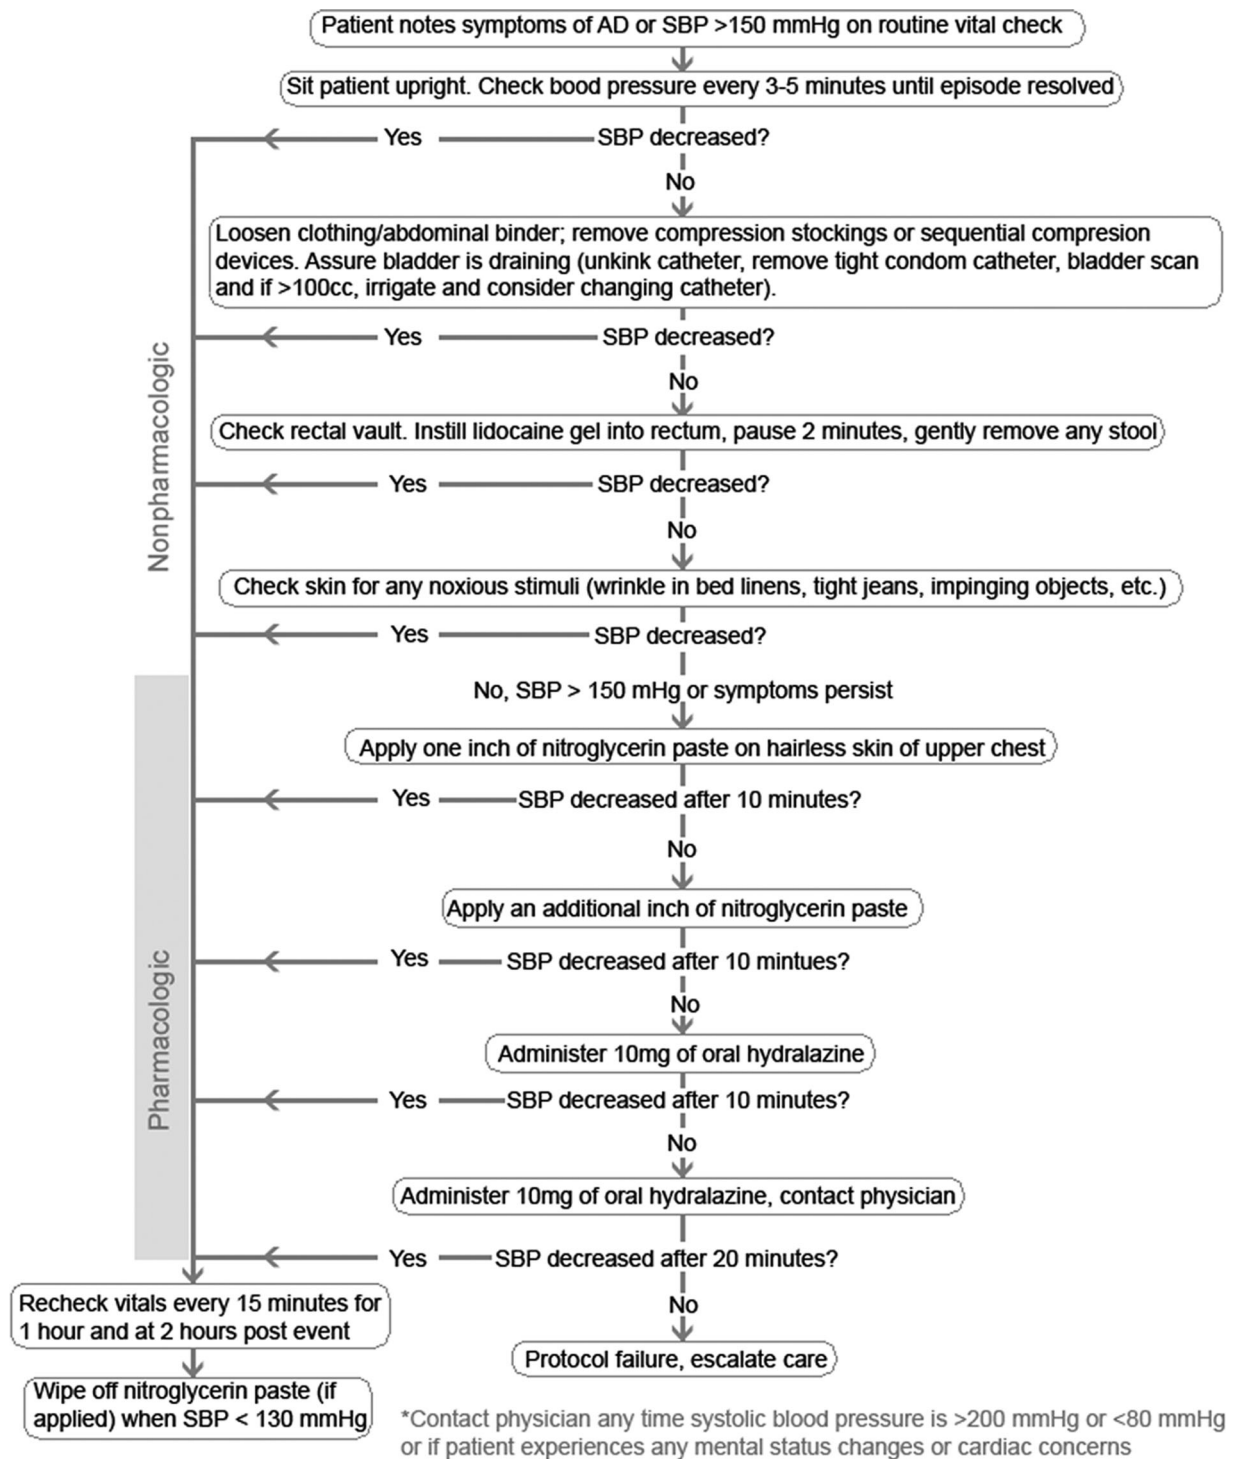 Patient notes symptoms of AD or SBP >150 mmHg on routine vital check
Sit patient upright. Check bood pressure every 3-5 minutes until episode resolved
Yes
SBP decreased?
No
Loosen clothing/abdominal binder; remove compression stockings or sequential compresion
devices. Assure bladder is draining (unkink catheter, remove tight condom catheter, bladder scan
and if >100cc, irrigate and consider changing catheter).
Yes
SBP decreased?
No
Check rectal vault. Instill lidocaine gel into rectum, pause 2 minutes, gently remove any stool
Yes
SBP decreased?
No
Check skin for any noxious stimuli (wrinkle in bed linens, tight jeans, impinging objects, etc.)
Yes
SBP decreased?
Nonpharmacologic
No, SBP > 150 mHg or symptoms persist
Apply one inch of nitroglycerin paste on hairless skin of upper chest
Yes
SBP decreased after 10 minutes?
No
Apply an additional inch of nitroglycerin paste
Yes
SBP decreased after 10 mintues?
No
Administer 10mg of oral hydralazine
Yes
SBP decreased after 10 minutes?
No
Administer 10mg of oral hydralazine, contact physician
Yes
SBP decreased after 20 minutes?
Pharmacologic
No
Protocol failure, escalate care
Recheck vitals every 15 minutes for
1 hour and at 2 hours post event
Wipe off nitroglycerin paste (if
applied) when SBP < 130 mmHg
*Contact physician any time systolic blood pressure is >200 mmHg or <80 mmHg
or if patient experiences any mental status changes or cardiac concerns